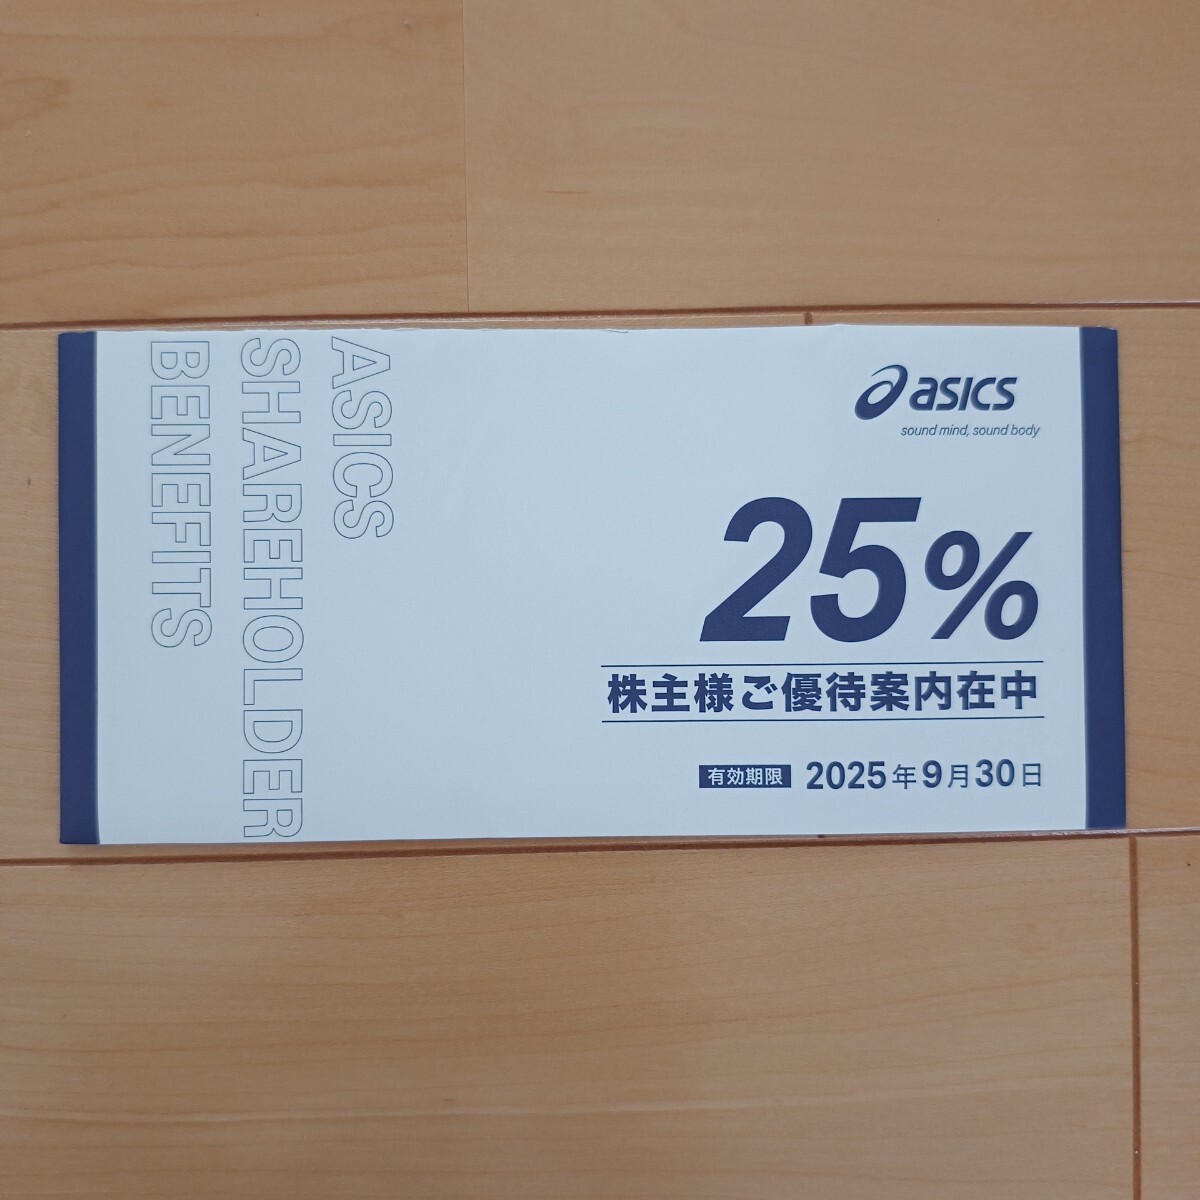 ASICS
SHAREHOLDER
BENEFITS
asics
sound mind, sound body
25%
株主様ご優待案内在中
有効期限 2025年9月30日